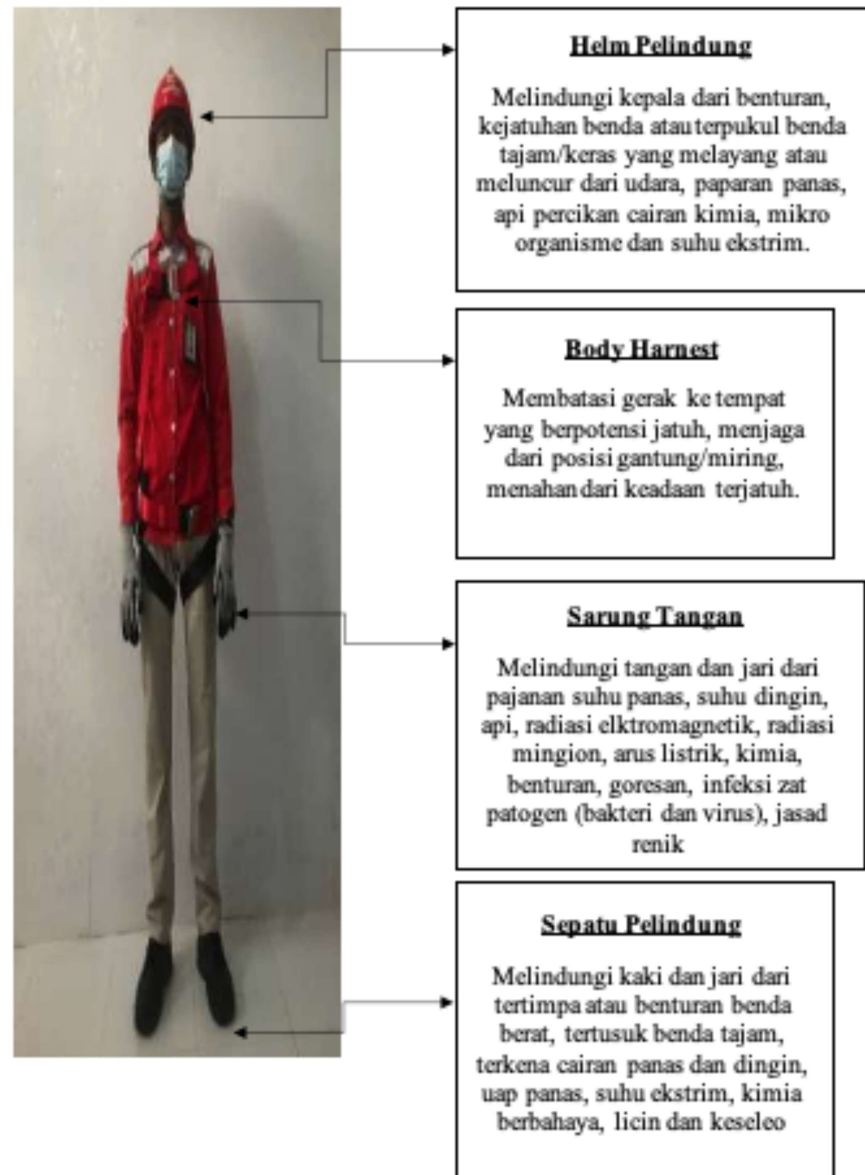 Helm Pelindung
Melindungi kepala dari benturan,
kejatuhan benda atau terpukul benda
tajam/keras yang melayang atau
meluncur dari udara, paparan panas,
api percikan cairan kimia, mikro
organisme dan suhu ekstrim.
Body Harnest
Membatasi gerak ke tempat
yang berpotensi jatuh, menjaga
dari posisi gantung/miring,
menahan dari keadaan terjatuh.
Sarung Tangan
Melindungi tangan dan jari dari
pajanan suhu panas, suhu dingin,
api, radiasi elktromagnetik, radiasi
mingion, arus listrik, kimia,
benturan, goresan, infeksi zat
patogen (bakteri dan virus), jasad
renik
Sepatu Pelindung
Melindungi kaki dan jari dari
tertimpa atau benturan benda
berat, tertusuk benda tajam,
terkena cairan panas dan dingin,
uap panas, suhu ekstrim, kimia
berbahaya, licin dan keseleo